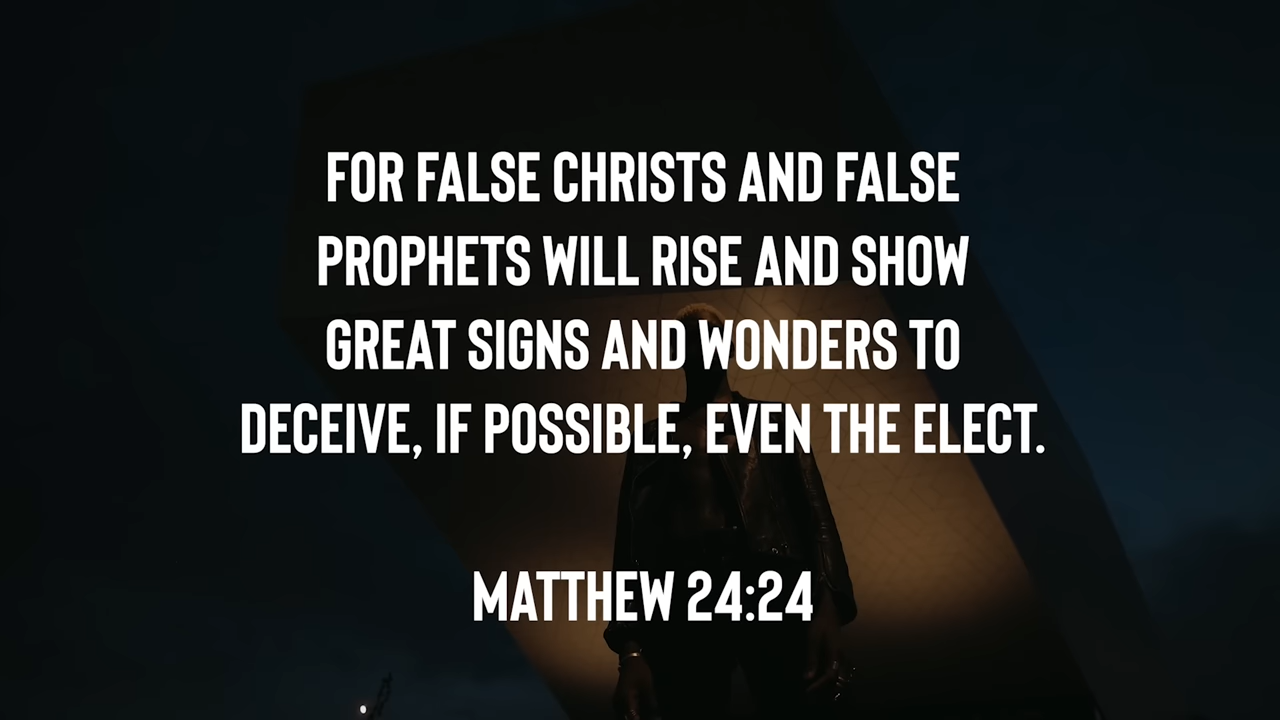 FOR FALSE CHRISTS AND FALSE
PROPHETS WILL RISE AND SHOW
GREAT SIGNS AND WONDERS TO
DECEIVE, IF POSSIBLE, EVEN THE ELECT.
MATTHEW 24:24